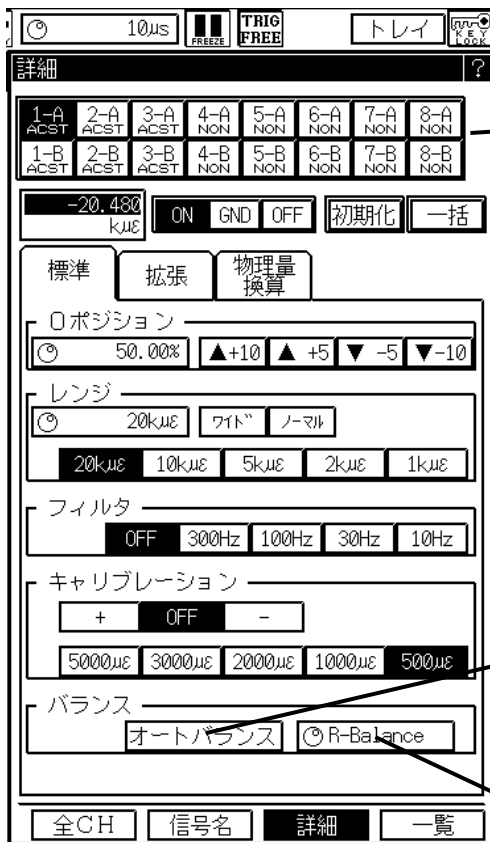 10μs FREEZE TRIG FREE トレイ KEY LOCK
詳細 ?
1-A ACST 2-A ACST 3-A ACST 4-A NON 5-A NON 6-A NON 7-A NON 8-A NON
1-B ACST 2-B ACST 3-B ACST 4-B NON 5-B NON 6-B NON 7-B NON 8-B NON
-20.480 kμε ON GND OFF 初期化 一括
標準 拡張 物理量換算
0ポジション
50.00% ▲+10 ▲ +5 ▼ -5 ▼-10
レンジ
20kμε ワイド ノーマル
20kμε 10kμε 5kμε 2kμε 1kμε
フィルタ
OFF 300Hz 100Hz 30Hz 10Hz
キャリブレーション
+ OFF -
5000με 3000με 2000με 1000με 500με
バランス
オートバランス R-Balance
全CH 信号名 詳細 一覧